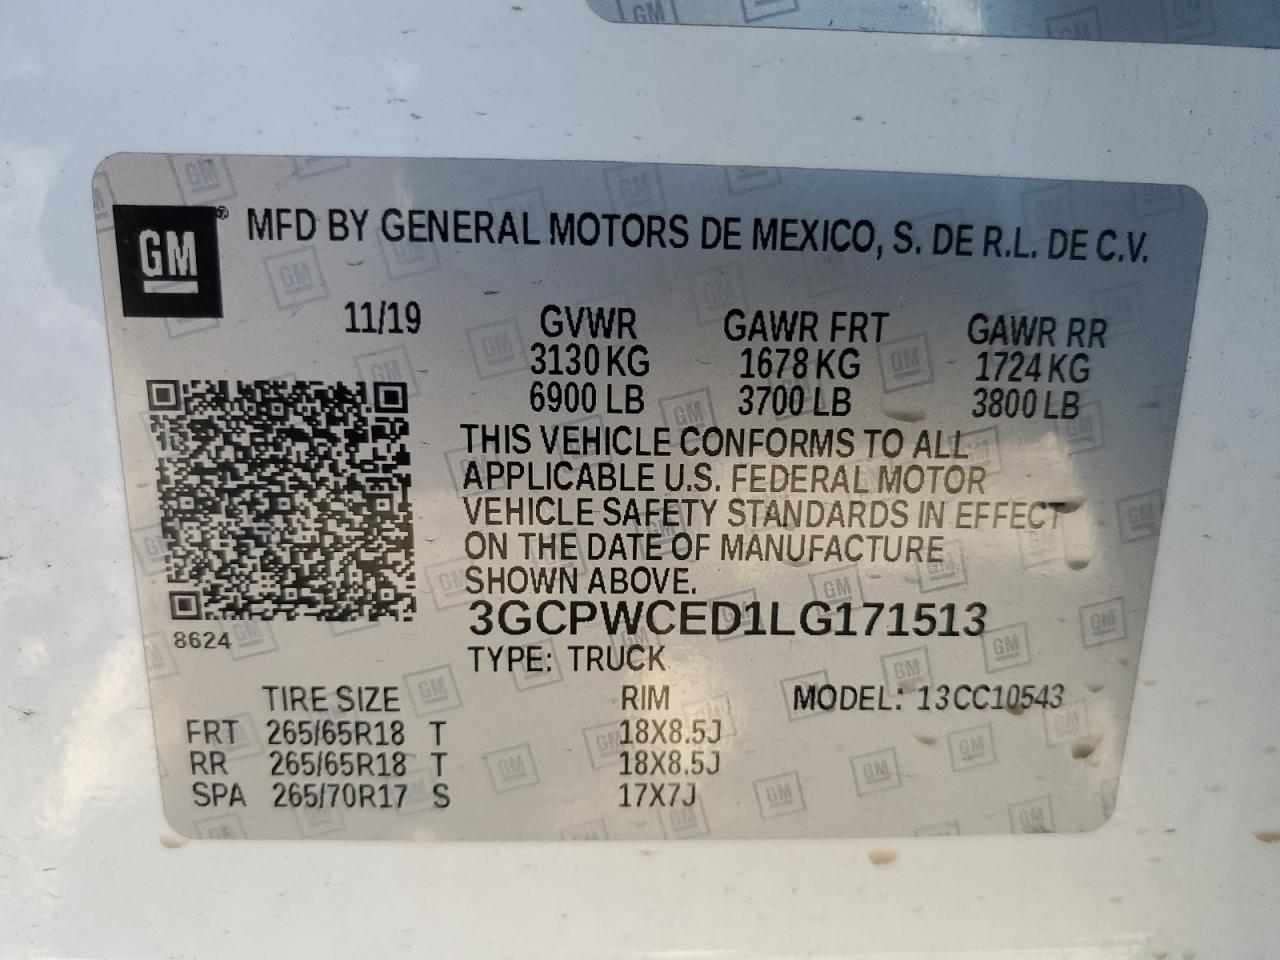 GM® MFD BY GENERAL MOTORS DE MEXICO, S. DE R.L. DE C.V.
11/19 GVWR GAWR FRT GAWR RR
3130 KG 1678 KG 1724 KG
6900 LB 3700 LB 3800 LB
THIS VEHICLE CONFORMS TO ALL
APPLICABLE U.S. FEDERAL MOTOR
VEHICLE SAFETY STANDARDS IN EFFECT
ON THE DATE OF MANUFACTURE
SHOWN ABOVE.
3GCPWCED1LG171513
8624
TYPE: TRUCK
TIRE SIZE RIM MODEL: 13CC10543
FRT 265/65R18 T 18X8.5J
RR 265/65R18 T 18X8.5J
SPA 265/70R17 S 17X7J